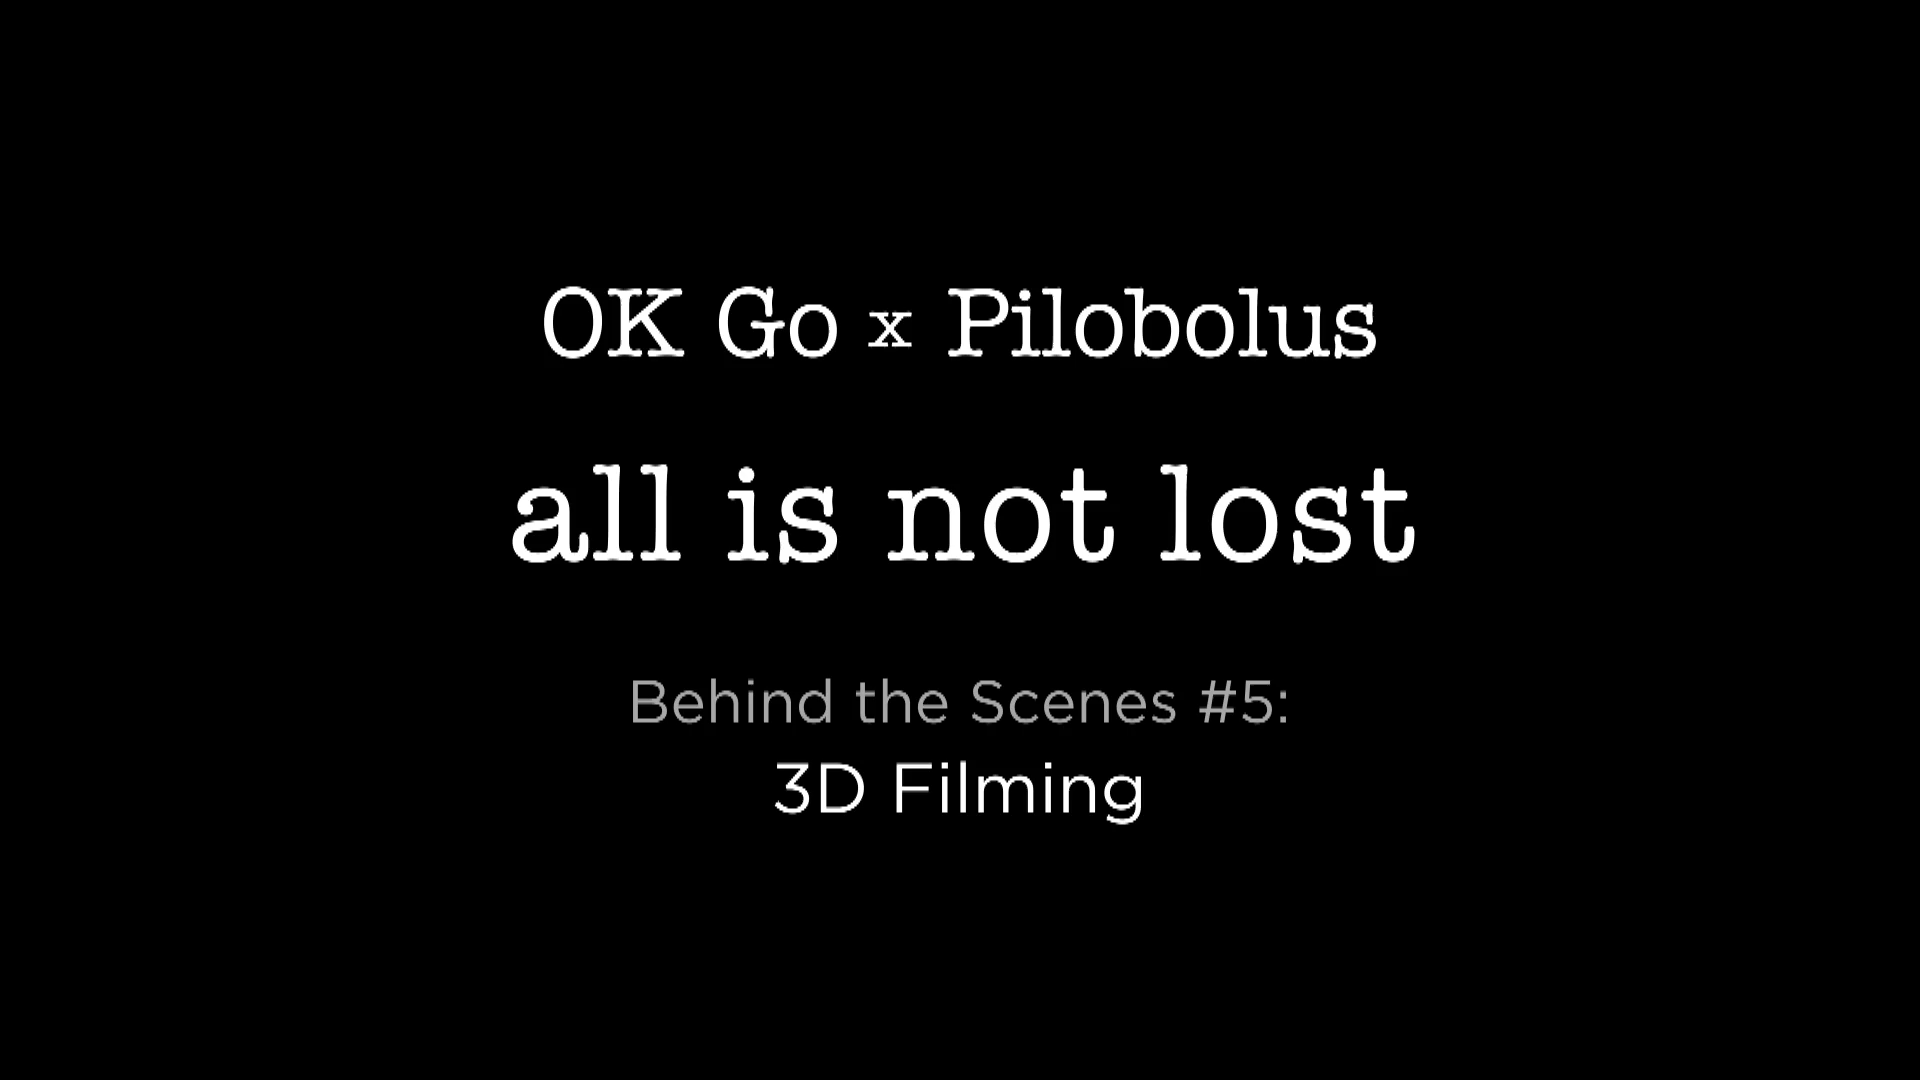 OK Go x Pilobolus
all is not lost
Behind the Scenes #5:
3D Filming